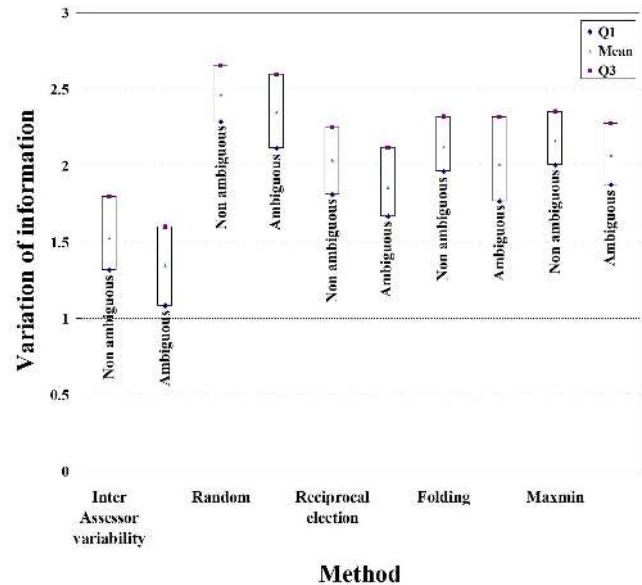 3
Q1
Mean
Q3
2.5
2
1.5
1
0.5
0
Variation of information
Non ambiguous
Ambiguous
Non ambiguous
Ambiguous
Non ambiguous
Ambiguous
Non ambiguous
Ambiguous
Non ambiguous
Ambiguous
Inter
Assessor
variability
Random
Reciprocal
election
Folding
Maxmin
Method